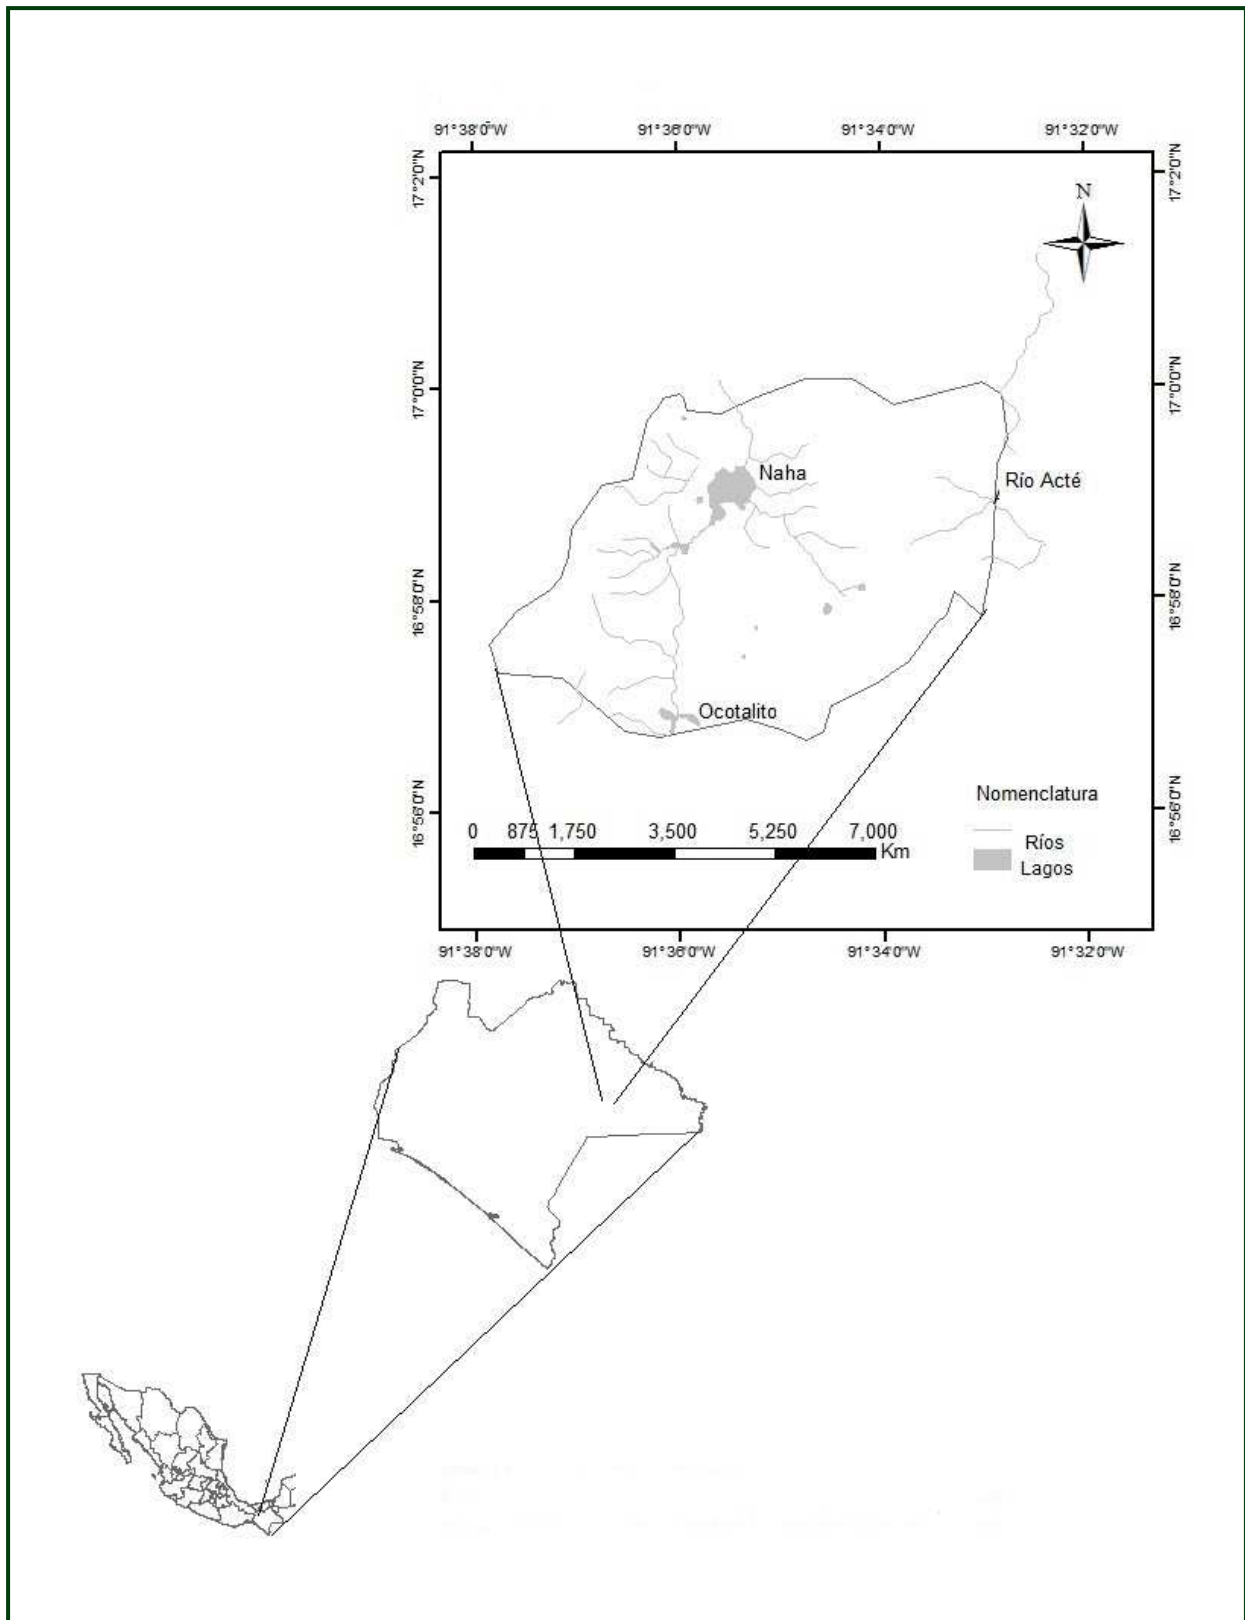 91°38'0"W 91°36'0"W 91°34'0"W 91°32'0"W
17°2'0"N 17°2'0"N
N
17°0'0"N 17°0'0"N
Naha
Río Acté
16°58'0"N 16°58'0"N
Ocotalito
16°56'0"N 16°56'0"N
Nomenclatura
0 875 1,750 3,500 5,250 7,000
Km
Ríos
Lagos
91°38'0"W 91°36'0"W 91°34'0"W 91°32'0"W